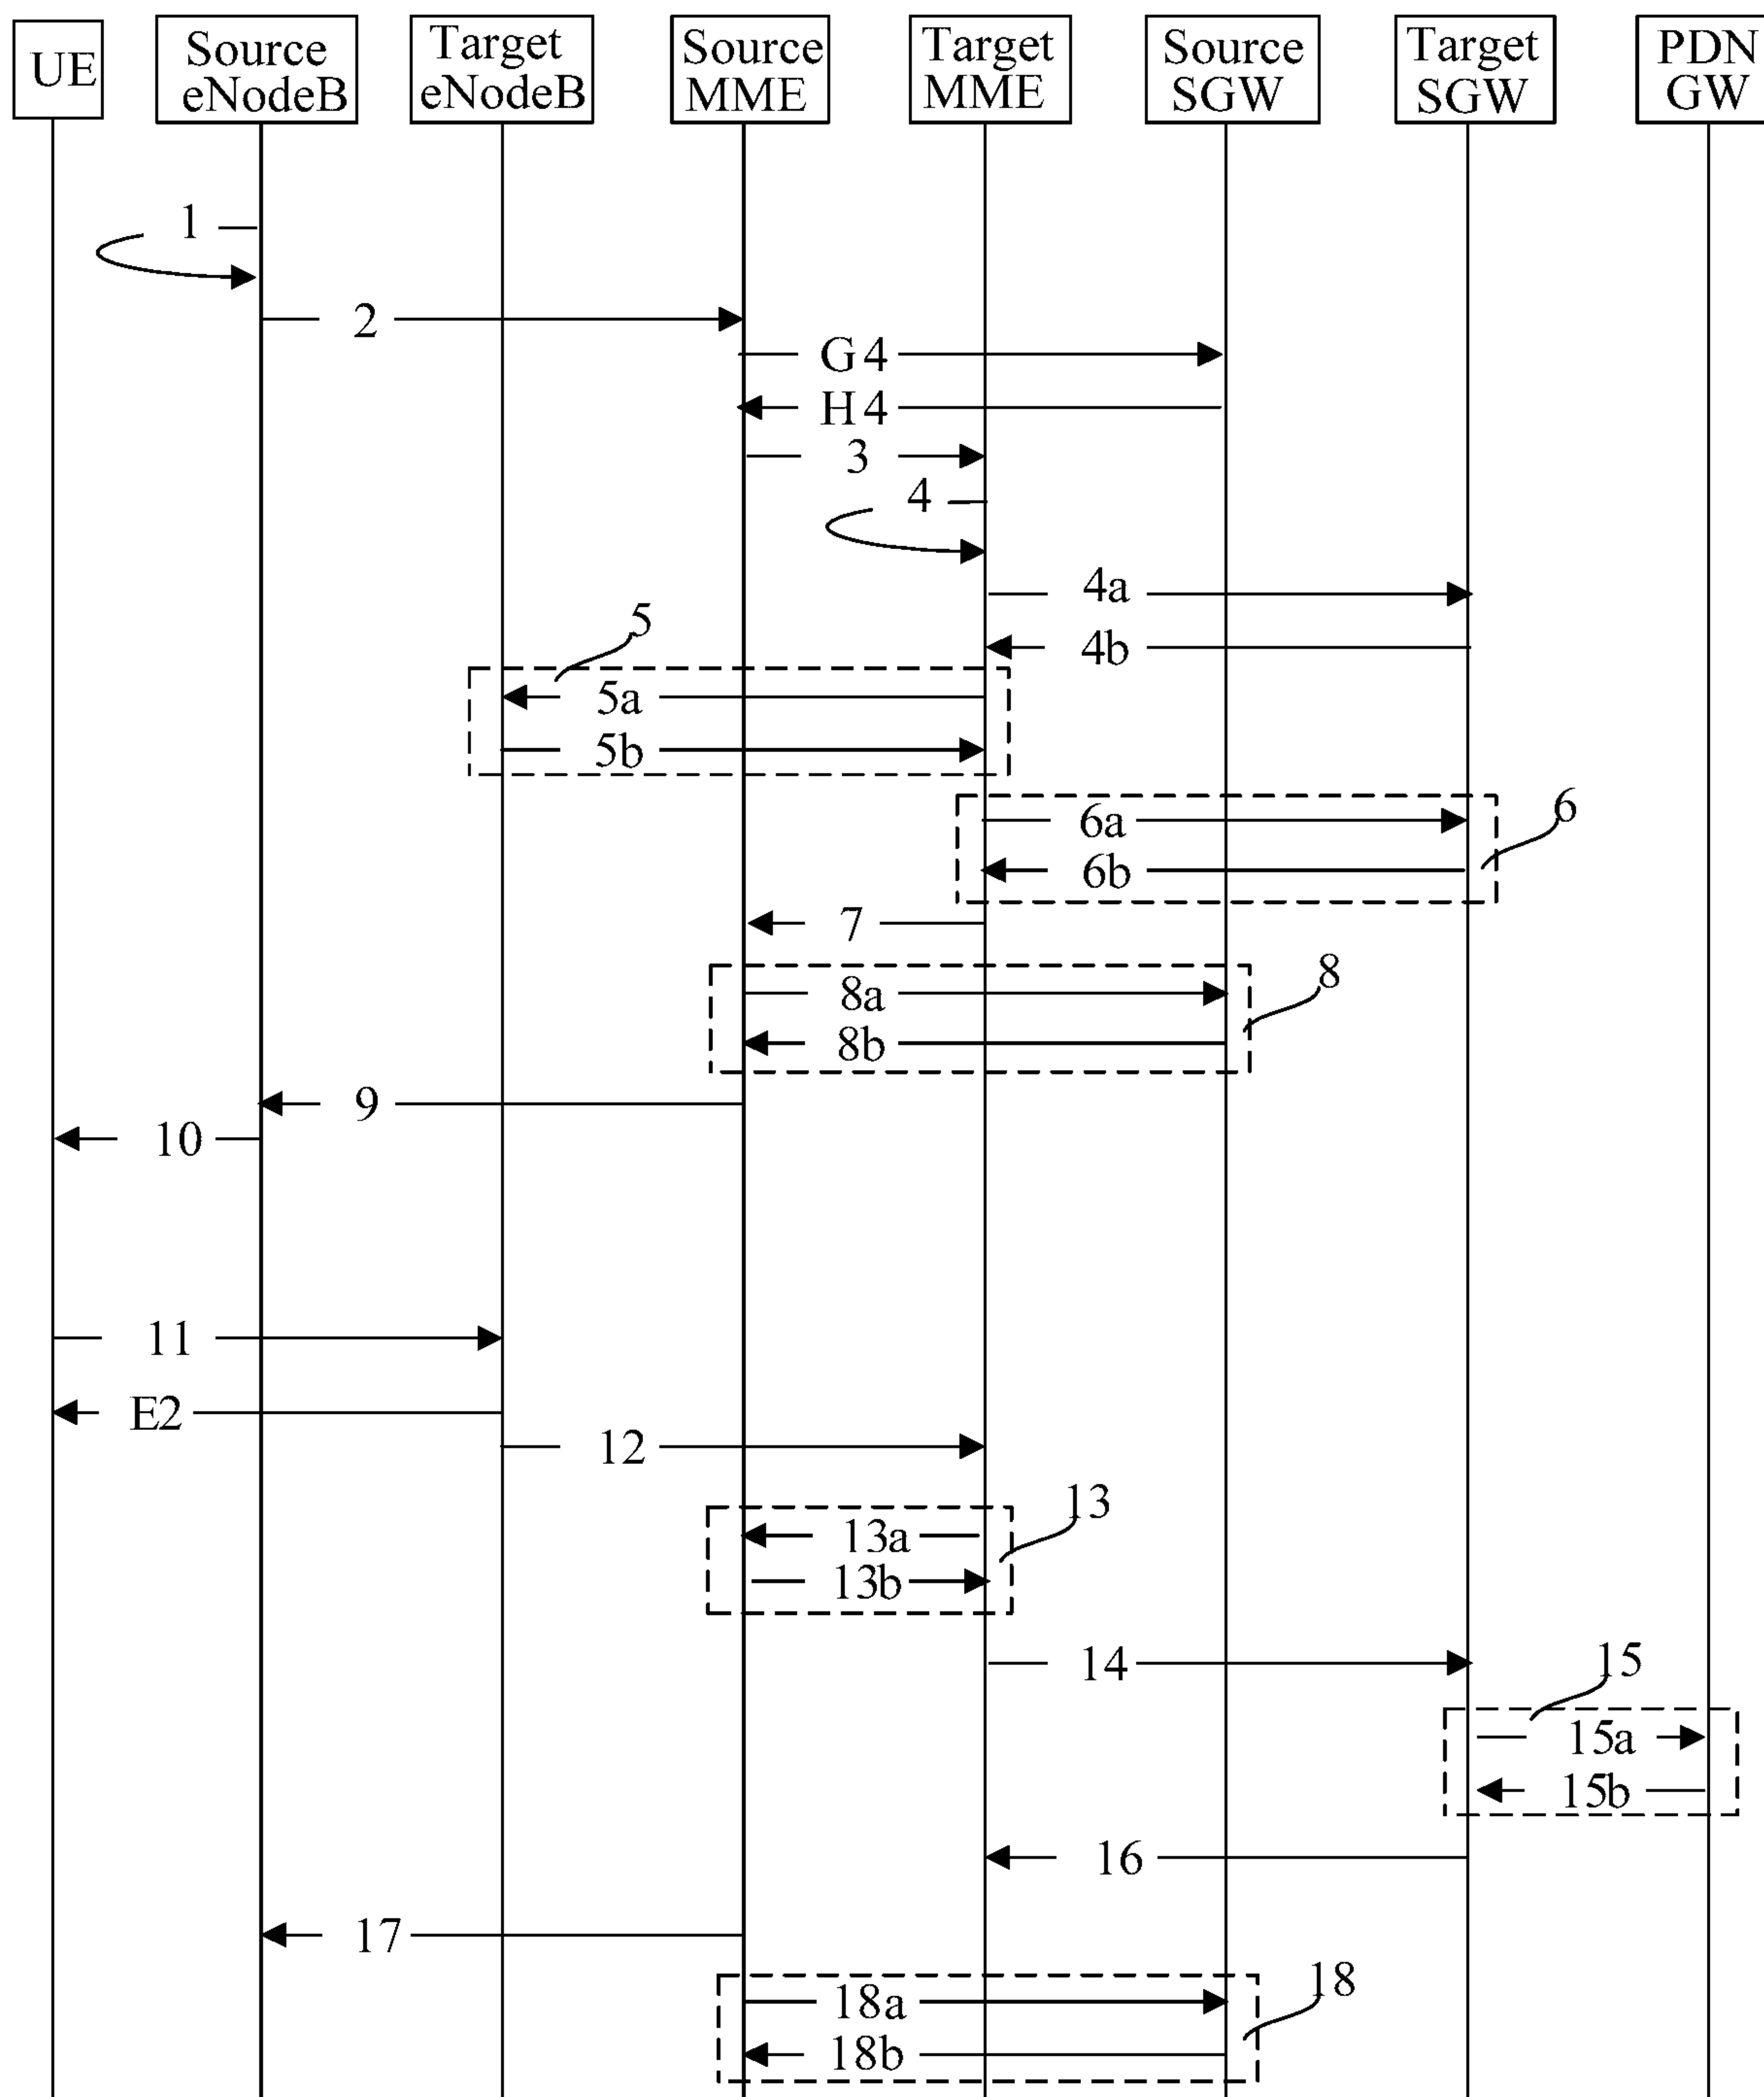 UE
Source
eNodeB
Target
eNodeB
Source
MME
Target
MME
Source
SGW
Target
SGW
PDN
GW
1
2
G4
H4
3
4
4a
4b
5
5a
5b
6
6a
6b
7
8
8a
8b
9
10
11
E2
12
13
13a
13b
14
15
15a
15b
16
17
18
18a
18b